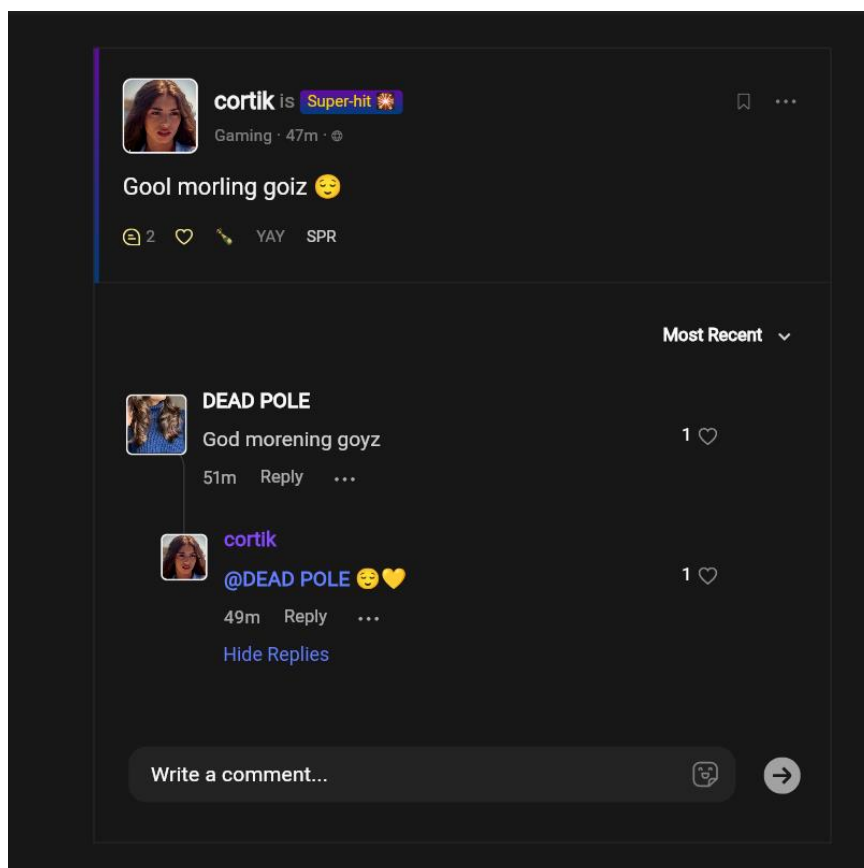 cortik is Super-hit
Gaming · 47m ·
Gool morling goiz 😌
2 YAY SPR
Most Recent
DEAD POLE
God morening goyz
1
51m Reply ...
cortik
@DEAD POLE 😌💛
1
49m Reply ...
Hide Replies
Write a comment...